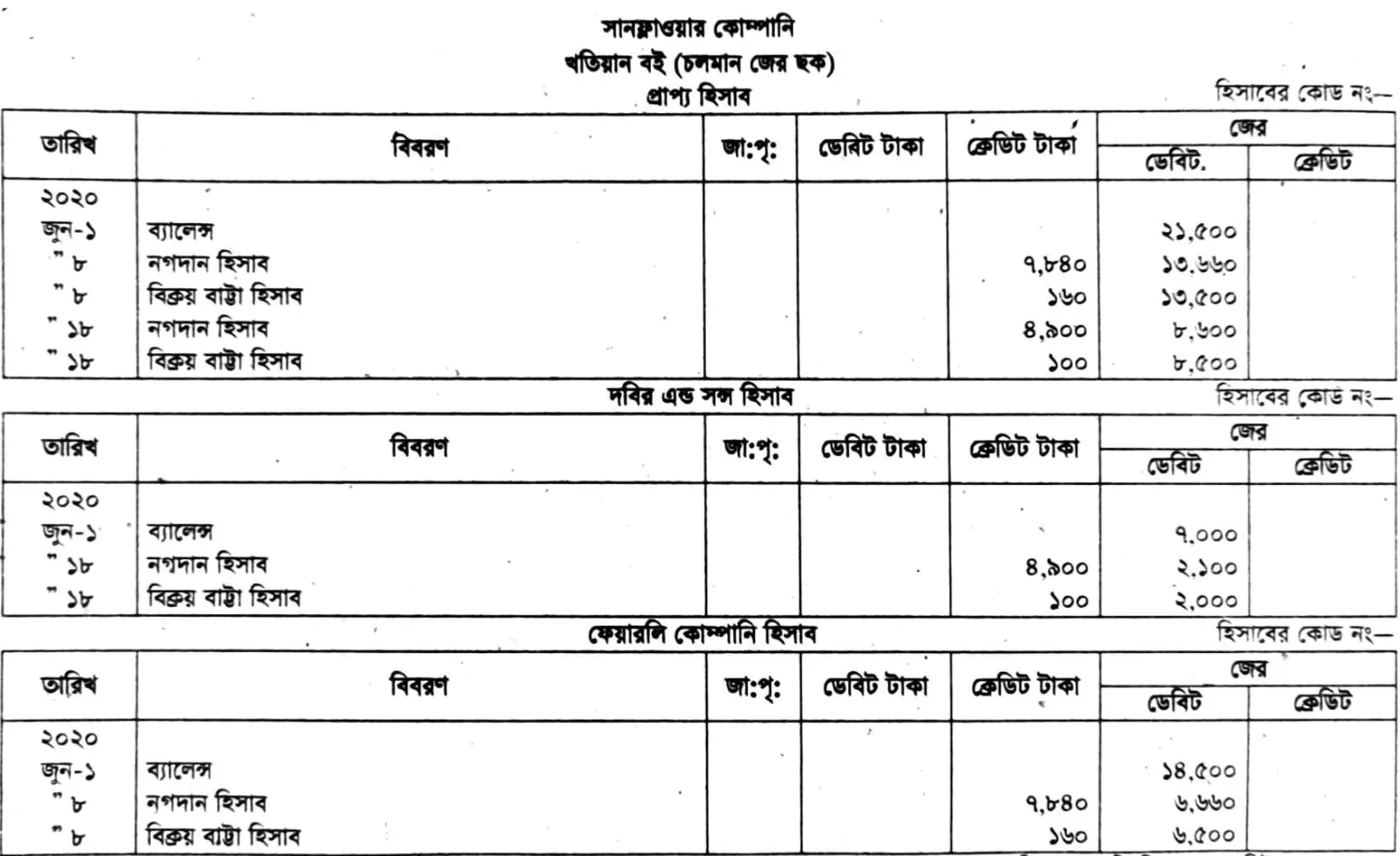 সানফ্লাওয়ার কোম্পানি
খতিয়ান বই (চলমান জের ছক)
প্রাপ্য হিসাব হিসাবের কোড নং—
তারিখ বিবরণ জা:পৃ: ডেবিট টাকা ক্রেডিট টাকা জের
ডেবিট. ক্রেডিট
২০২০
জুন-১ ব্যালেন্স ২১,৫০০
" ৮ নগদান হিসাব ৭,৮৪০ ১৩,৬৬০
" ৮ বিক্রয় বাট্টা হিসাব ১৬০ ১৩,৫০০
" ১৮ নগদান হিসাব ৪,৯০০ ৮,৬০০
" ১৮ বিক্রয় বাট্টা হিসাব ১০০ ৮,৫০০
দবির এন্ড সন্স হিসাব হিসাবের কোড নং—
তারিখ বিবরণ জা:পৃ: ডেবিট টাকা ক্রেডিট টাকা জের
ডেবিট ক্রেডিট
২০২০
জুন-১ ব্যালেন্স ৭,০০০
" ১৮ নগদান হিসাব ৪,৯০০ ২,১০০
" ১৮ বিক্রয় বাট্টা হিসাব ১০০ ২,০০০
ফেয়ারলি কোম্পানি হিসাব হিসাবের কোড নং—
তারিখ বিবরণ জা:পৃ: ডেবিট টাকা ক্রেডিট টাকা জের
ডেবিট ক্রেডিট
২০২০
জুন-১ ব্যালেন্স ১৪,৫০০
" ৮ নগদান হিসাব ৭,৮৪০ ৬,৬৬০
" ৮ বিক্রয় বাট্টা হিসাব ১৬০ ৬,৫০০